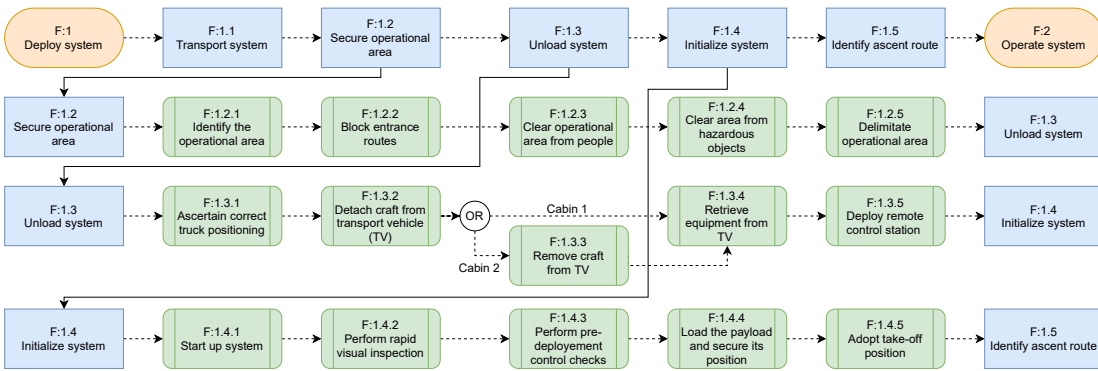 F:1
Deploy system
F:1.1
Transport system
F:1.2
Secure operational
area
F:1.3
Unload system
F:1.4
Initialize system
F:1.5
Identify ascent route
F:2
Operate system
F:1.2
Secure operational
area
F:1.2.1
Identify the
operational area
F:1.2.2
Block entrance
routes
F:1.2.3
Clear operational
area from people
F:1.2.4
Clear area from
hazardous
objects
F:1.2.5
Delimitate
operational area
F:1.3
Unload system
F:1.3
Unload system
F:1.3.1
Ascertain correct
truck positioning
F:1.3.2
Detach craft from
transport vehicle
(TV)
OR
Cabin 1
Cabin 2
F:1.3.3
Remove craft
from TV
F:1.3.4
Retrieve
equipment from
TV
F:1.3.5
Deploy remote
control station
F:1.4
Initialize system
F:1.4
Initialize system
F:1.4.1
Start up system
F:1.4.2
Perform rapid
visual inspection
F:1.4.3
Perform pre-
deployement
control checks
F:1.4.4
Load the payload
and secure its
position
F:1.4.5
Adopt take-off
position
F:1.5
Identify ascent route